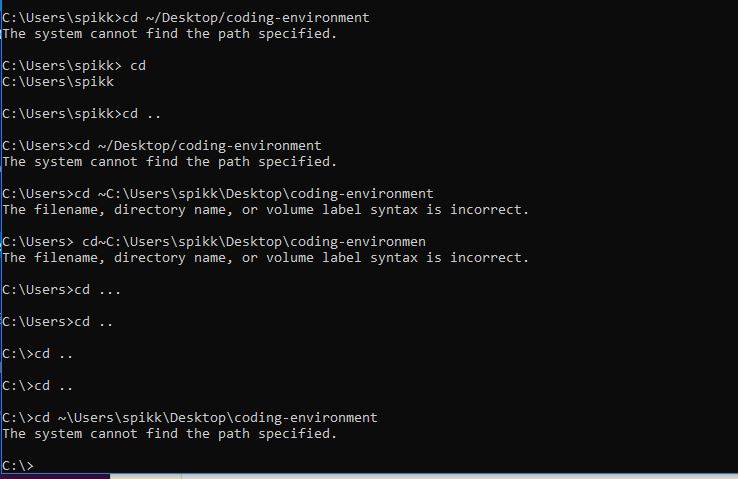 C:\Users\spikk>cd ~/Desktop/coding-environment
The system cannot find the path specified.
C:\Users\spikk> cd
C:\Users\spikk
C:\Users\spikk>cd ..
C:\Users>cd ~/Desktop/coding-environment
The system cannot find the path specified.
C:\Users>cd ~C:\Users\spikk\Desktop\coding-environment
The filename, directory name, or volume label syntax is incorrect.
C:\Users> cd~C:\Users\spikk\Desktop\coding-environmen
The filename, directory name, or volume label syntax is incorrect.
C:\Users>cd ...
C:\Users>cd ..
C:\>cd ..
C:\>cd ..
C:\>cd ~\Users\spikk\Desktop\coding-environment
The system cannot find the path specified.
C:\>